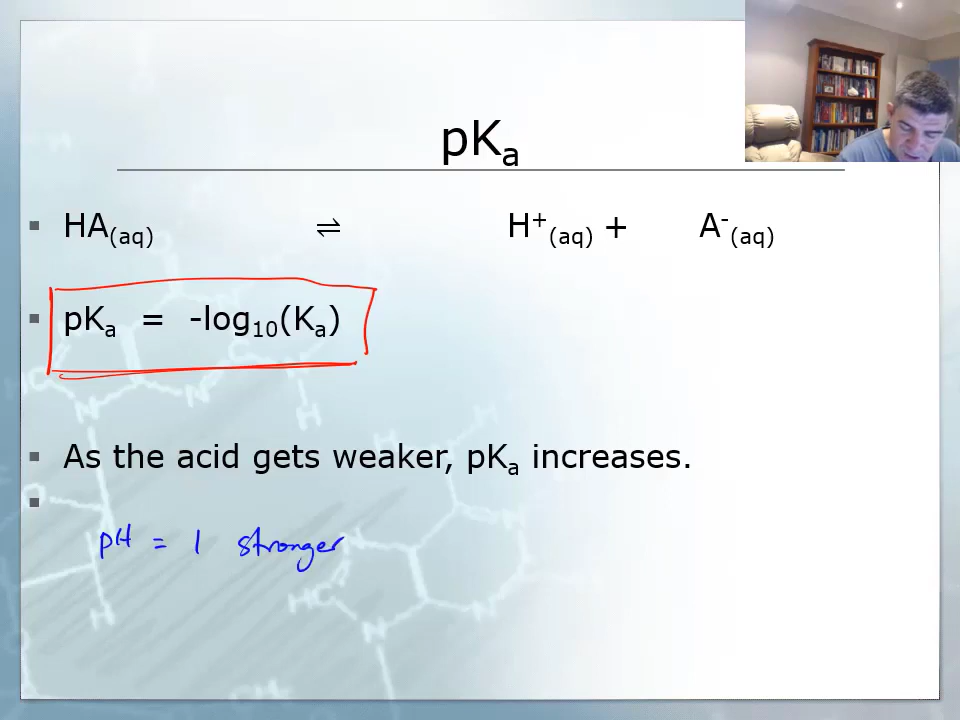 pKₐ
HA(aq) ⇌ H⁺(aq) + A⁻(aq)
pKₐ = -log₁₀(Kₐ)
As the acid gets weaker, pKₐ increases.
pH = 1 stronger